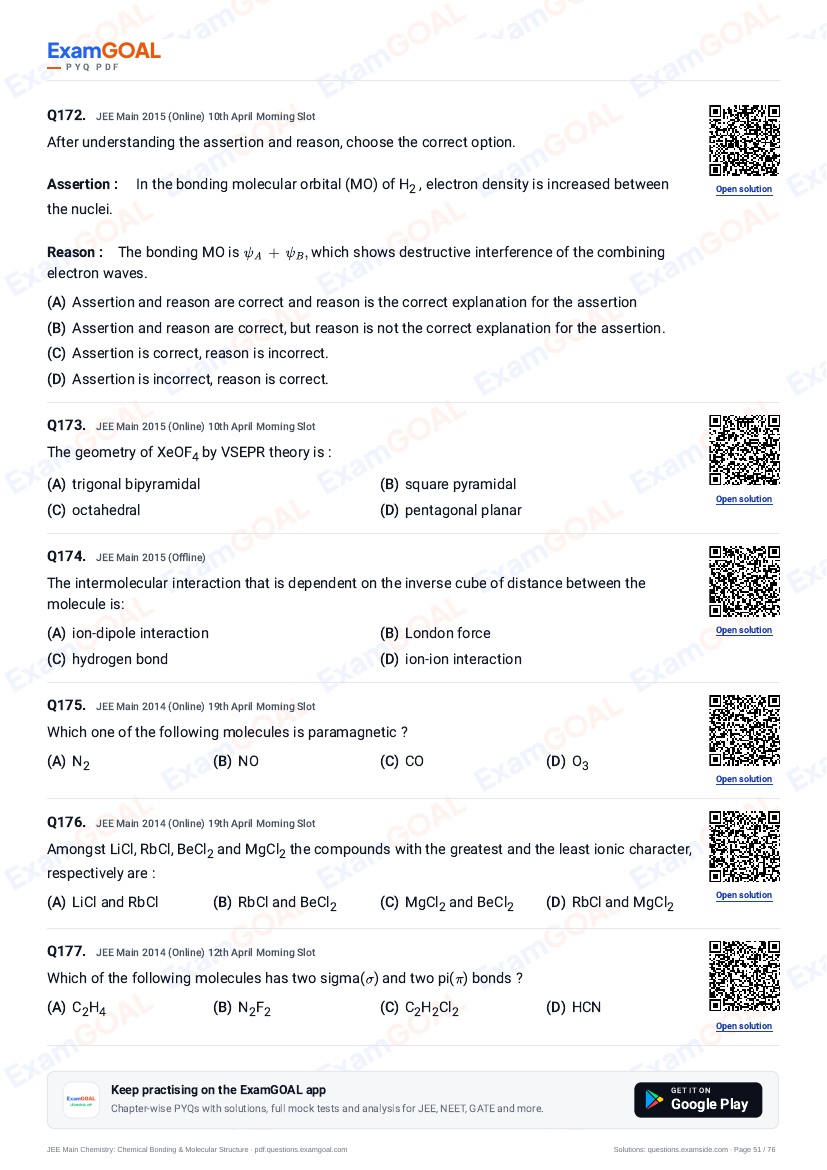 ExamGOAL
PYQ PDF
Q172. JEE Main 2015 (Online) 10th April Morning Slot
After understanding the assertion and reason, choose the correct option.
Open solution
Assertion : In the bonding molecular orbital (MO) of H2 , electron density is increased between
the nuclei.
Reason : The bonding MO is ψA + ψB, which shows destructive interference of the combining
electron waves.
(A) Assertion and reason are correct and reason is the correct explanation for the assertion
(B) Assertion and reason are correct, but reason is not the correct explanation for the assertion.
(C) Assertion is correct, reason is incorrect.
(D) Assertion is incorrect, reason is correct.
Q173. JEE Main 2015 (Online) 10th April Morning Slot
The geometry of XeOF4 by VSEPR theory is :
(A) trigonal bipyramidal (B) square pyramidal
Open solution
(C) octahedral (D) pentagonal planar
Q174. JEE Main 2015 (Offline)
The intermolecular interaction that is dependent on the inverse cube of distance between the
molecule is:
Open solution
(A) ion-dipole interaction (B) London force
(C) hydrogen bond (D) ion-ion interaction
Q175. JEE Main 2014 (Online) 19th April Morning Slot
Which one of the following molecules is paramagnetic ?
(A) N2 (B) NO (C) CO (D) O3
Open solution
Q176. JEE Main 2014 (Online) 19th April Morning Slot
Amongst LiCl, RbCl, BeCl2 and MgCl2 the compounds with the greatest and the least ionic character,
respectively are :
Open solution
(A) LiCl and RbCl (B) RbCl and BeCl2 (C) MgCl2 and BeCl2 (D) RbCl and MgCl2
Q177. JEE Main 2014 (Online) 12th April Morning Slot
Which of the following molecules has two sigma(σ) and two pi(π) bonds ?
(A) C2H4 (B) N2F2 (C) C2H2Cl2 (D) HCN
Open solution
Keep practising on the ExamGOAL app
Chapter-wise PYQs with solutions, full mock tests and analysis for JEE, NEET, GATE and more.
GET IT ON
Google Play
JEE Main Chemistry: Chemical Bonding & Molecular Structure · pdf.questions.examgoal.com
Solutions: questions.examside.com · Page 51 / 76